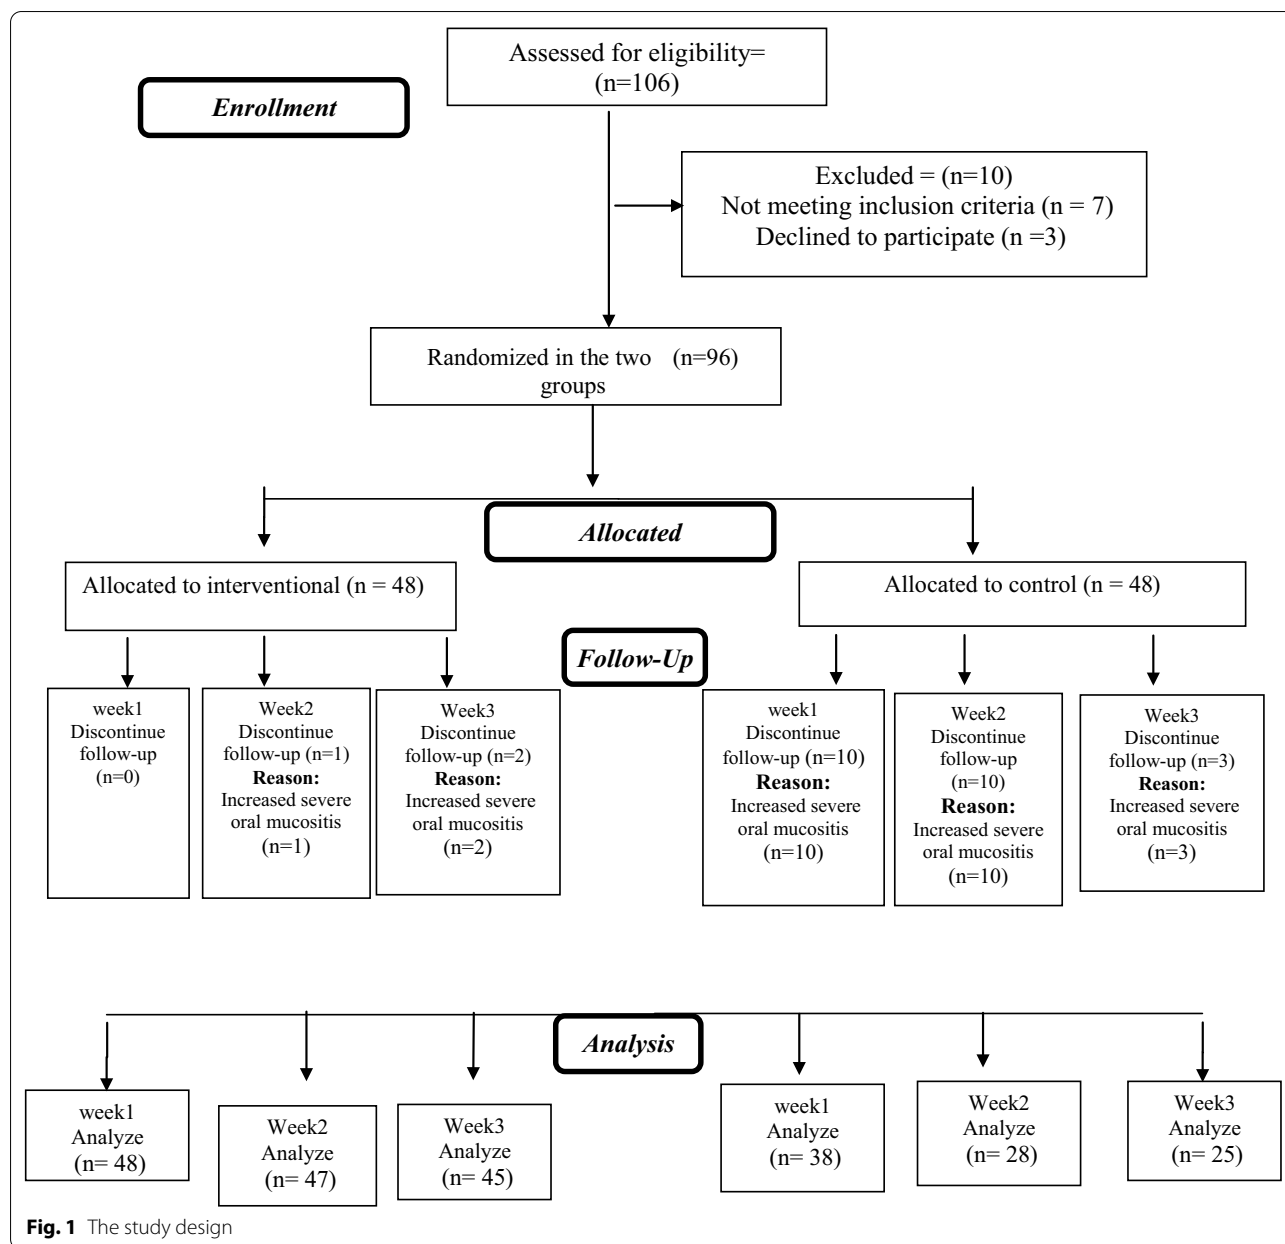 Assessed for eligibility=
(n=106)
Enrollment
Excluded = (n=10)
Not meeting inclusion criteria (n = 7)
Declined to participate (n =3)
Randomized in the two (n=96)
groups
Allocated
Allocated to interventional (n = 48)
Allocated to control (n = 48)
Follow-Up
week1
Discontinue
follow-up
(n=0)
Week2
Discontinue
follow-up (n=1)
Reason:
Increased severe
oral mucositis
(n=1)
Week3
Discontinue
follow-up (n=2)
Reason:
Increased severe
oral mucositis
(n=2)
week1
Discontinue
follow-up (n=10)
Reason:
Increased severe
oral mucositis
(n=10)
Week2
Discontinue
follow-up
(n=10)
Reason:
Increased severe
oral mucositis
(n=10)
Week3
Discontinue
follow-up (n=3)
Reason:
Increased severe
oral mucositis
(n=3)
Analysis
week1
Analyze
(n= 48)
Week2
Analyze
(n= 47)
Week3
Analyze
(n= 45)
week1
Analyze
(n= 38)
Week2
Analyze
(n= 28)
Week3
Analyze
(n= 25)
Fig. 1 The study design